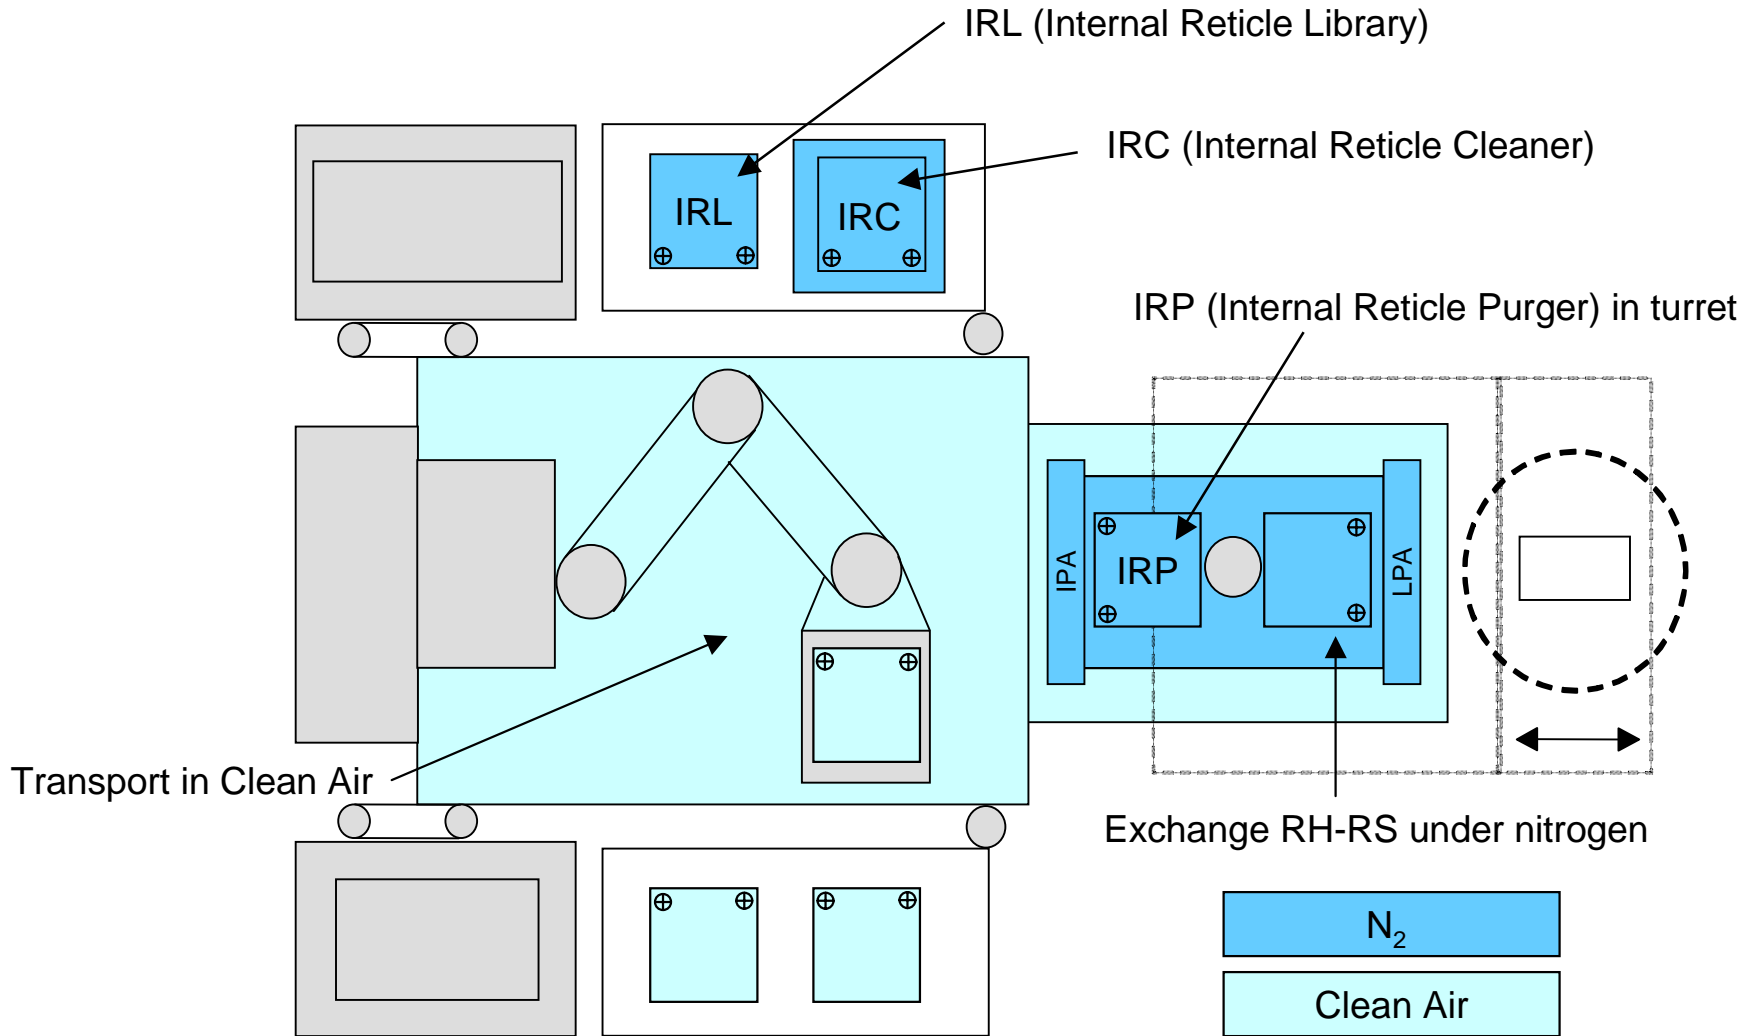 IRL (Internal Reticle Library)
IRC (Internal Reticle Cleaner)
IRL
IRC
IRP (Internal Reticle Purger) in turret
IPA
IRP
LPA
Transport in Clean Air
Exchange RH-RS under nitrogen
N₂
Clean Air